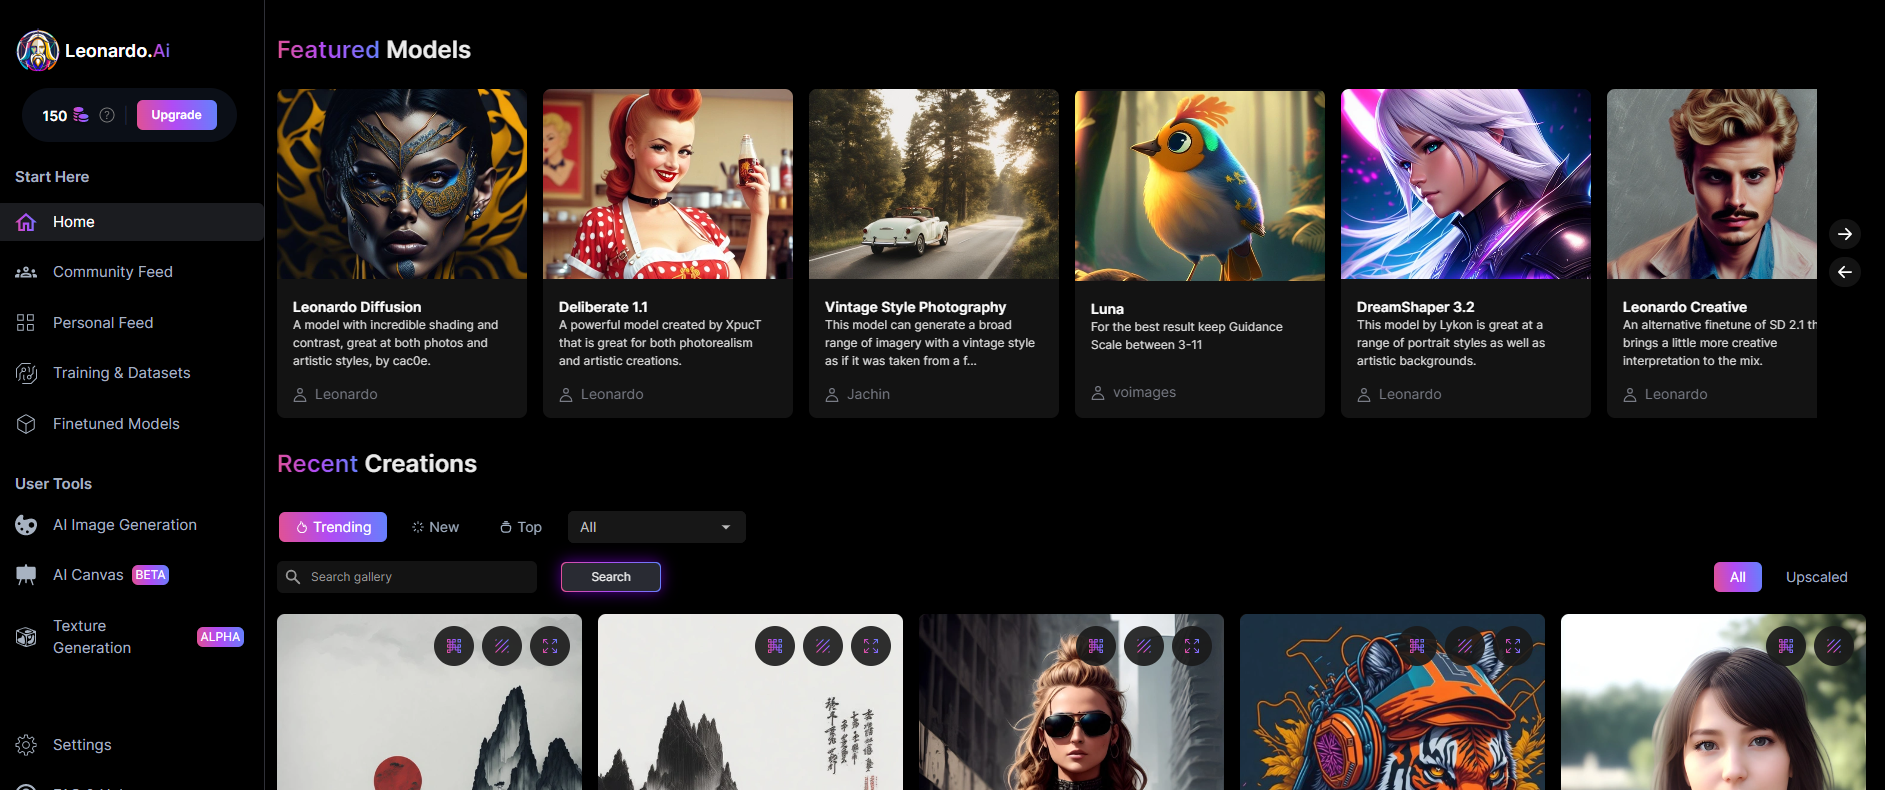 Leonardo.Ai
150
Upgrade
Start Here
Home
Community Feed
Personal Feed
Training & Datasets
Finetuned Models
User Tools
AI Image Generation
AI Canvas BETA
Texture
Generation
ALPHA
Settings
Featured Models
Leonardo Diffusion
A model with incredible shading and
contrast, great at both photos and
artistic styles, by cac0e.
Leonardo
Deliberate 1.1
A powerful model created by XpucT
that is great for both photorealism
and artistic creations.
Leonardo
Vintage Style Photography
This model can generate a broad
range of imagery with a vintage style
as if it was taken from a f...
Jachin
Luna
For the best result keep Guidance
Scale between 3-11
voimages
DreamShaper 3.2
This model by Lykon is great at a
range of portrait styles as well as
artistic backgrounds.
Leonardo
Leonardo Creative
An alternative finetune of SD 2.1 th
brings a little more creative
interpretation to the mix.
Leonardo
Recent Creations
Trending
New
Top
All
Search gallery
Search
All
Upscaled